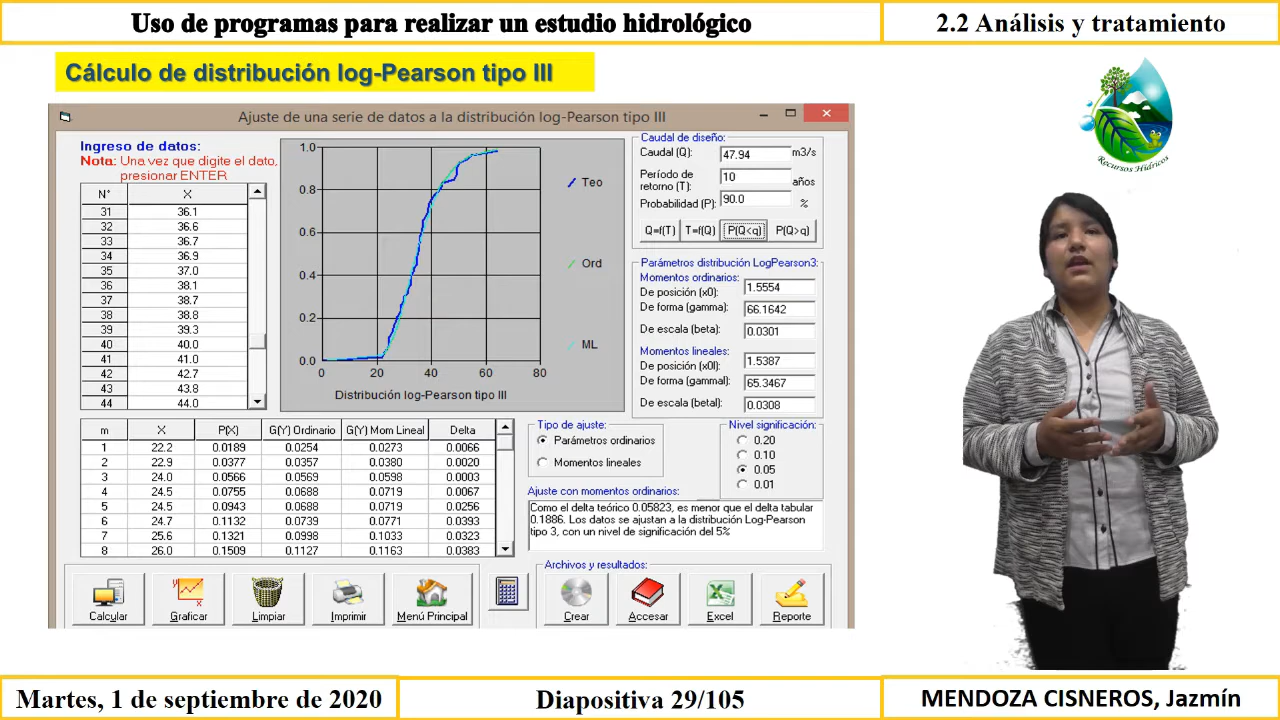 Uso de programas para realizar un estudio hidrológico
2.2 Análisis y tratamiento
Cálculo de distribución log-Pearson tipo III
Recursos Hídricos
Ajuste de una serie de datos a la distribución log-Pearson tipo III
Ingreso de datos:
Nota: Una vez que digite el dato,
presionar ENTER
N° X
31 36.1
32 36.6
33 36.7
34 36.9
35 37.0
36 38.1
37 38.7
38 38.8
39 39.3
40 40.0
41 41.0
42 42.7
43 43.8
44 44.0
1.0
0.8
0.6
0.4
0.2
0.0
0 20 40 60 80
Distribución log-Pearson tipo III
Teo
Ord
ML
Caudal de diseño:
Caudal (Q): 47.94 m3/s
Período de
retorno (T): 10 años
Probabilidad (P): 90.0 %
Q=f(T) T=f(Q) P(Q<q) P(Q>q)
Parámetros distribución LogPearson3:
Momentos ordinarios:
De posición (x0) 1.5554
De forma (gamma) 66.1642
De escala (beta) 0.0301
Momentos lineales:
De posición (x0l) 1.5387
De forma (gammal) 65.3467
De escala (betal) 0.0308
m X P(X) G(Y) Ordinario G(Y) Mom Lineal Delta
1 22.2 0.0189 0.0254 0.0273 0.0066
2 22.9 0.0377 0.0357 0.0380 0.0020
3 24.0 0.0566 0.0569 0.0598 0.0003
4 24.5 0.0755 0.0688 0.0719 0.0067
5 24.5 0.0943 0.0688 0.0719 0.0256
6 24.7 0.1132 0.0739 0.0771 0.0393
7 25.6 0.1321 0.0998 0.1033 0.0323
8 26.0 0.1509 0.1127 0.1163 0.0383
Tipo de ajuste:
Parámetros ordinarios
Momentos lineales
Nivel significación:
0.20
0.10
0.05
0.01
Ajuste con momentos ordinarios:
Como el delta teórico 0.05823, es menor que el delta tabular
0.1886. Los datos se ajustan a la distribución Log-Pearson
tipo 3, con un nivel de significación del 5%
Archivos y resultados:
Calcular Graficar Limpiar Imprimir Menú Principal Crear Accesar Excel Reporte
Martes, 1 de septiembre de 2020
Diapositiva 29/105
MENDOZA CISNEROS, Jazmín